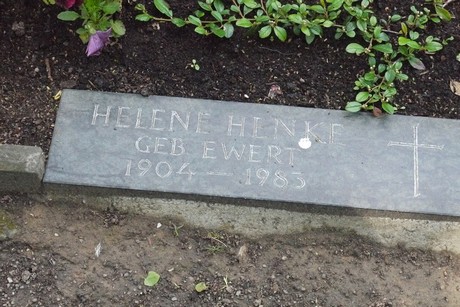 HELENE HENKE
GEB EWERT
1904 — 1983